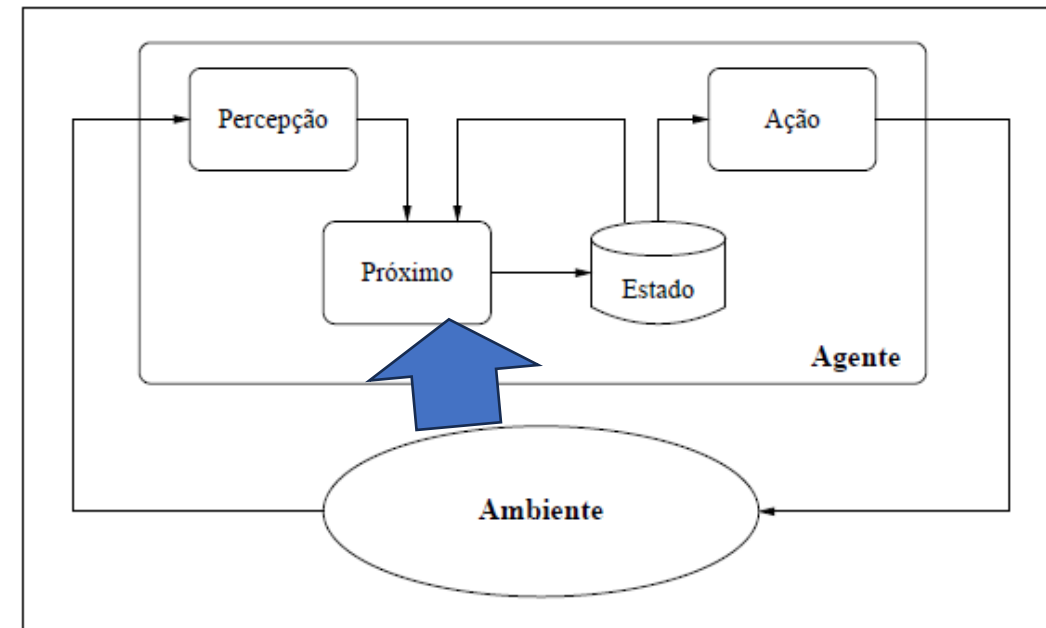 Percepção
Ação
Próximo
Estado
Agente
Ambiente